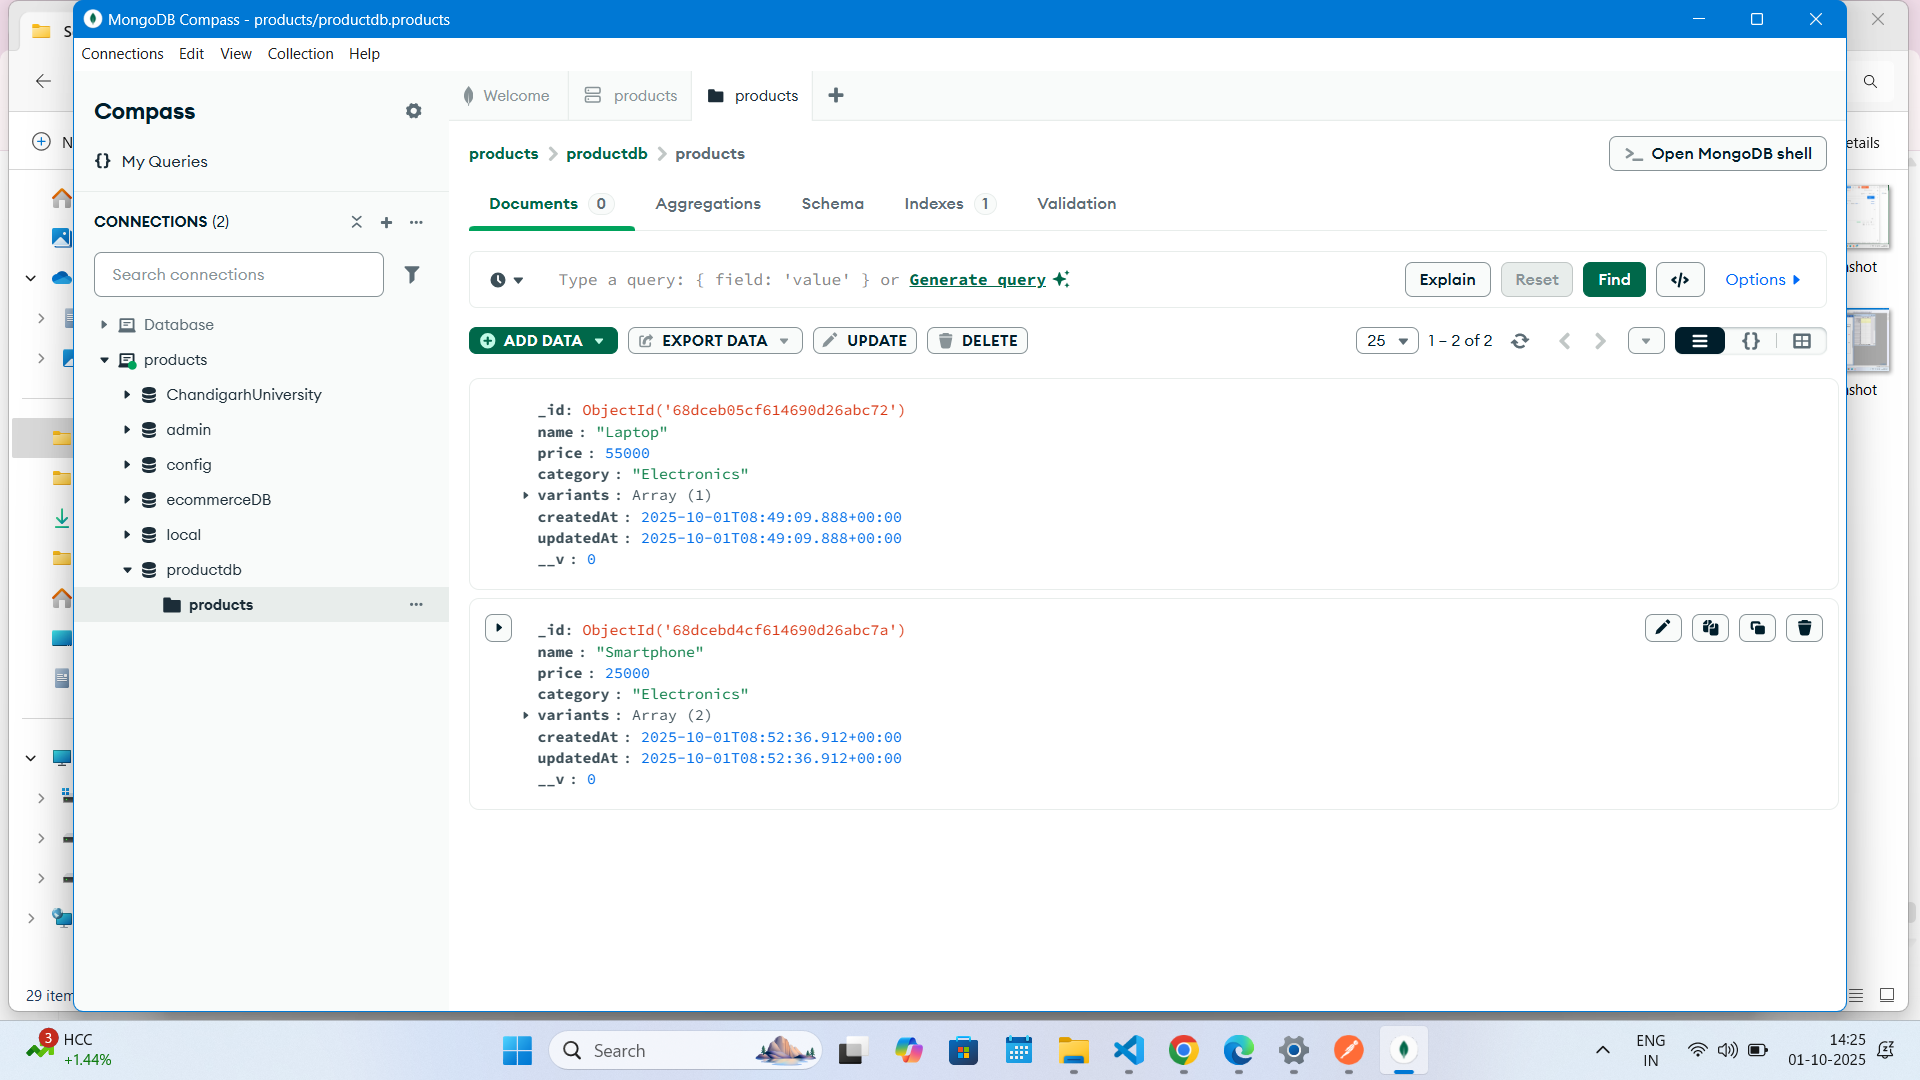 MongoDB Compass - products/productdb.products
Connections Edit View Collection Help
Compass
My Queries
CONNECTIONS (2)
Search connections
Database
products
ChandigarhUniversity
admin
config
ecommerceDB
local
productdb
products
Welcome
products
products
products > productdb > products
>_ Open MongoDB shell
Documents 0
Aggregations
Schema
Indexes 1
Validation
Type a query: { field: 'value' } or Generate query
Explain
Reset
Find
</>
Options
ADD DATA
EXPORT DATA
UPDATE
DELETE
25
1 – 2 of 2
{}
_id: ObjectId('68dceb05cf614690d26abc72')
name : "Laptop"
price : 55000
category : "Electronics"
variants : Array (1)
createdAt : 2025-10-01T08:49:09.888+00:00
updatedAt : 2025-10-01T08:49:09.888+00:00
__v : 0
_id: ObjectId('68dcebd4cf614690d26abc7a')
name : "Smartphone"
price : 25000
category : "Electronics"
variants : Array (2)
createdAt : 2025-10-01T08:52:36.912+00:00
updatedAt : 2025-10-01T08:52:36.912+00:00
__v : 0
S
N
etails
shot
shot
29 item
3
HCC
+1.44%
Search
ENG
IN
14:25
01-10-2025